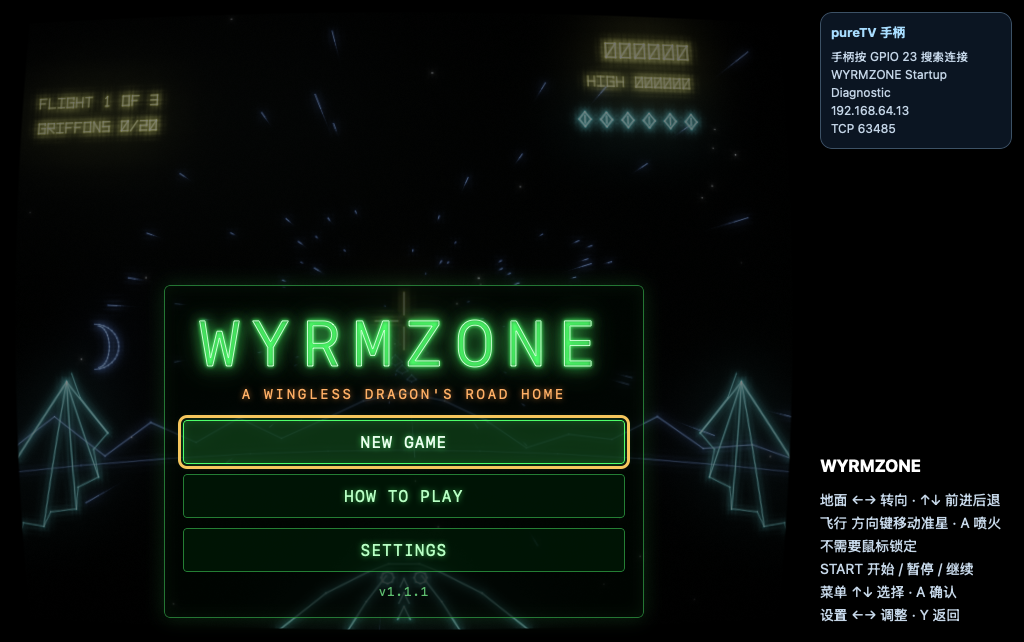 FLIGHT 1 OF 3
GRIFFONS 0/20
000000
HIGH 000000
WYRMZONE
A WINGLESS DRAGON'S ROAD HOME
NEW GAME
HOW TO PLAY
SETTINGS
v1.1.1
pureTV 手柄
手柄按 GPIO 23 搜索连接
WYRMZONE Startup
Diagnostic
192.168.64.13
TCP 63485
WYRMZONE
地面 ←→ 转向 · ↑↓ 前进后退
飞行 方向键移动准星 · A 喷火
不需要鼠标锁定
START 开始 / 暂停 / 继续
菜单 ↑↓ 选择 · A 确认
设置 ←→ 调整 · Y 返回